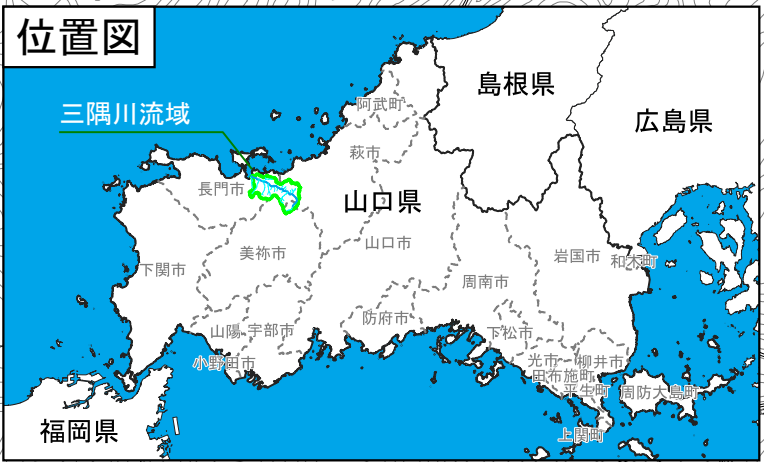 位置図
島根県
広島県
阿武町
三隅川流域
萩市
長門市
山口県
山口市
美祢市
岩国市
和木町
下関市
周南市
防府市
山陽
小野田市
宇部市
下松市
光市
柳井市
田布施町
平生町
周防大島町
上関町
福岡県